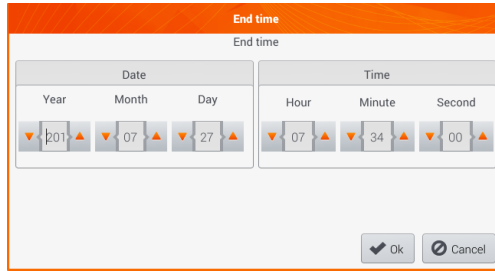 End time
End time
Date
Time
Year Month Day
Hour Minute Second
201 07 27
07 34 00
Ok Cancel